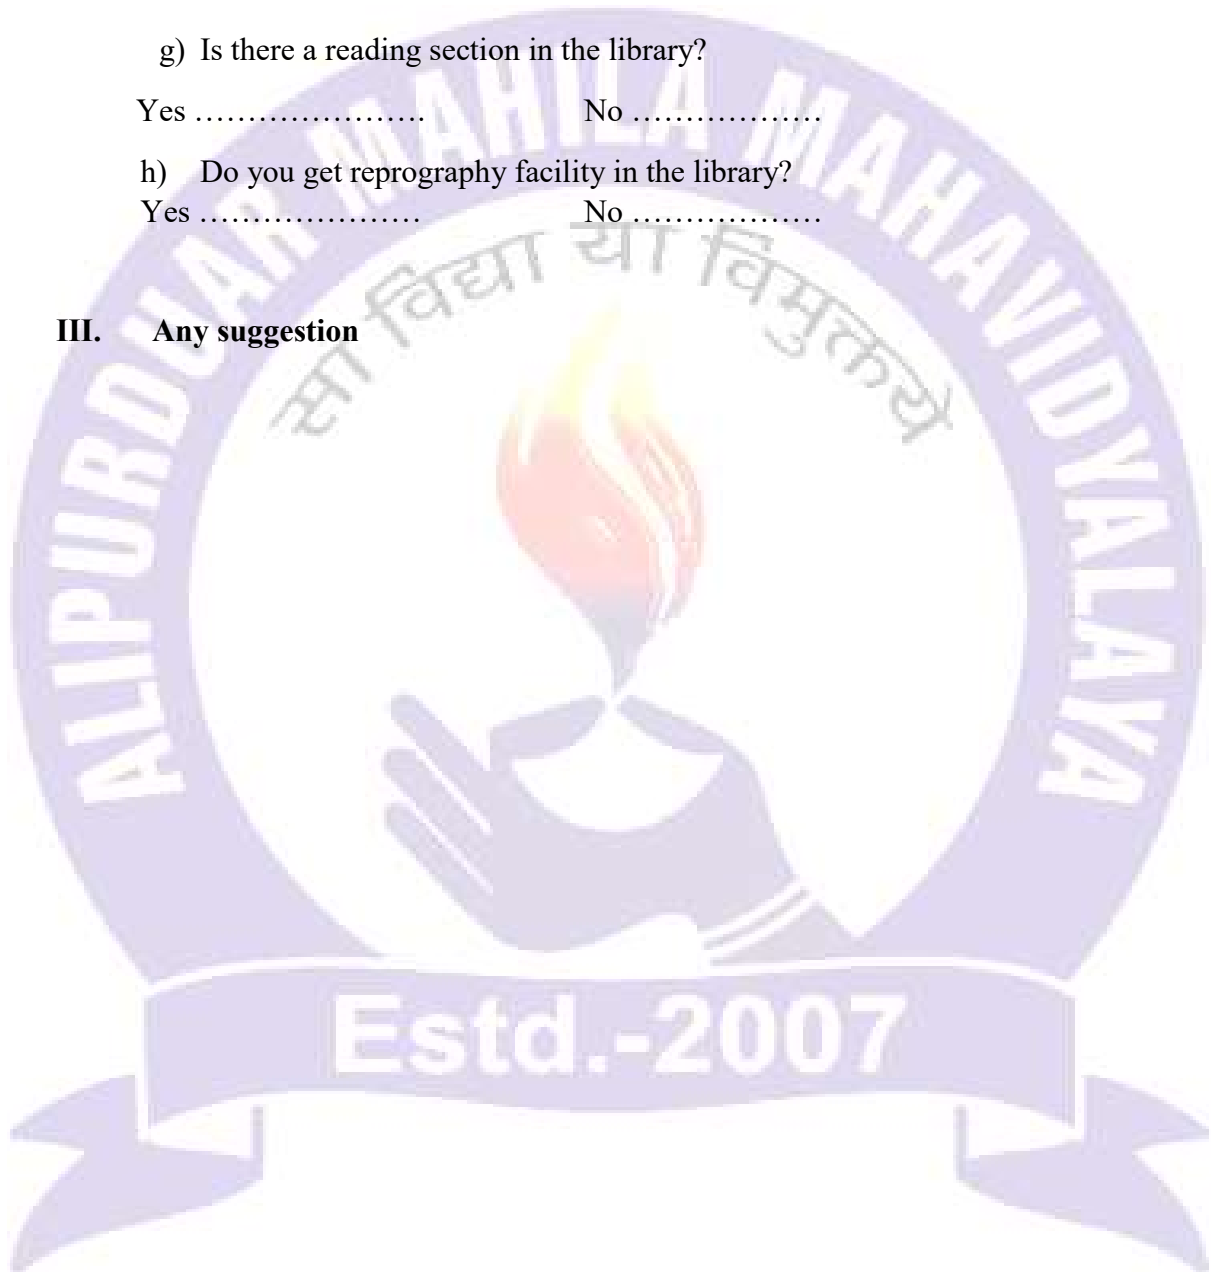 g) Is there a reading section in the library?
Yes ...................... No ..................
h) Do you get reprography facility in the library?
Yes ..................... No ..................
III. Any suggestion
ALIPURDUAR MAHILA MAHAVIDYALAYA
सा विद्या या विमुक्तये
Estd.-2007